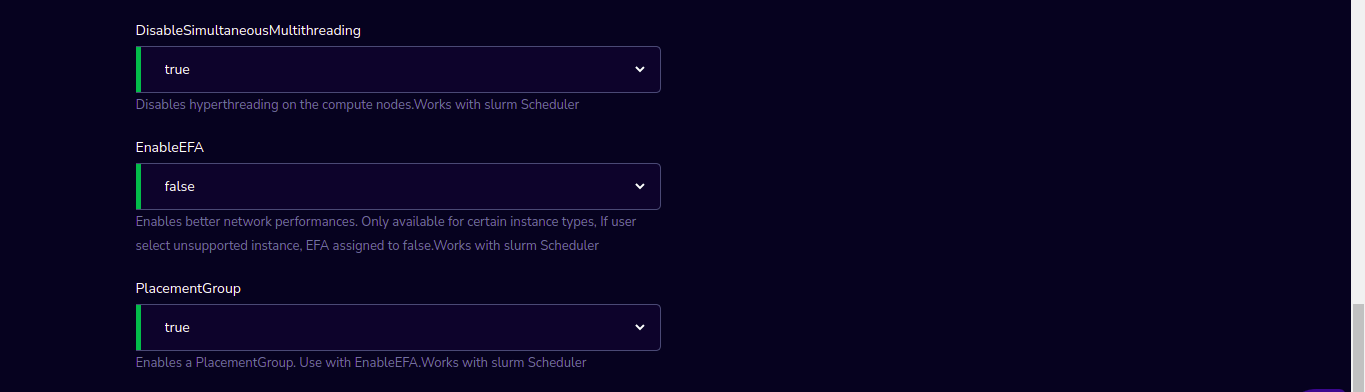 DisableSimultaneousMultithreading
true
Disables hyperthreading on the compute nodes.Works with slurm Scheduler
EnableEFA
false
Enables better network performances. Only available for certain instance types, If user
select unsupported instance, EFA assigned to false.Works with slurm Scheduler
PlacementGroup
true
Enables a PlacementGroup. Use with EnableEFA.Works with slurm Scheduler